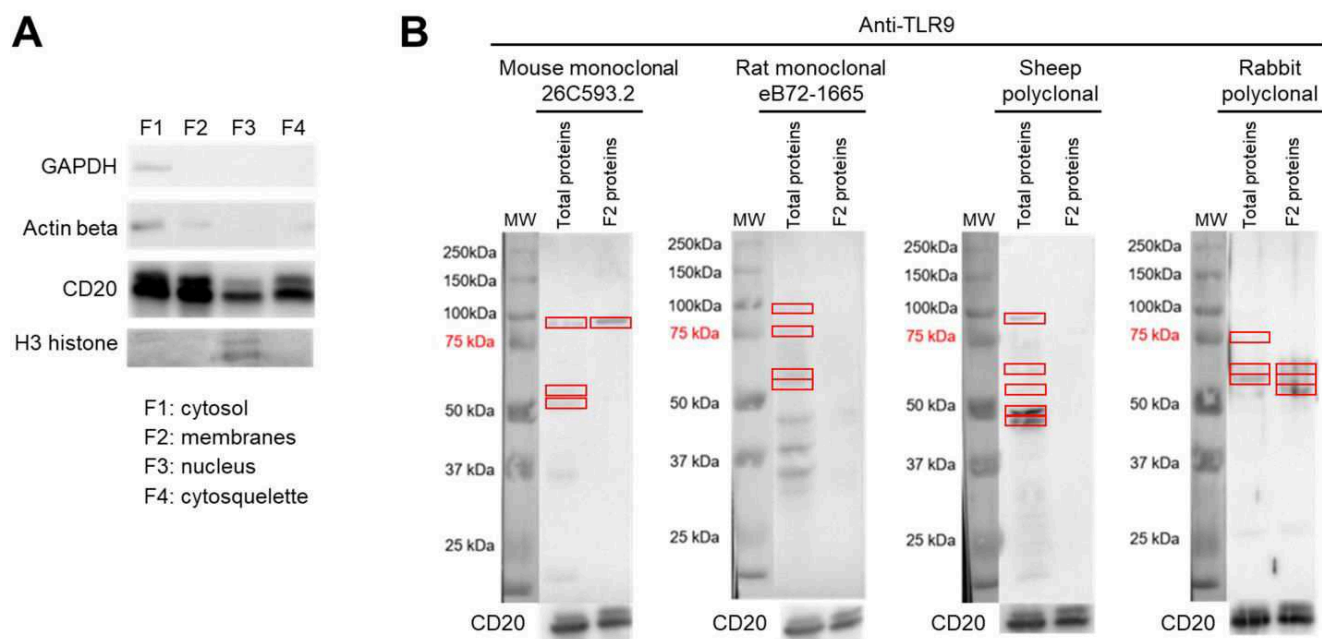 A
F1 F2 F3 F4
GAPDH
Actin beta
CD20
H3 histone
F1: cytosol
F2: membranes
F3: nucleus
F4: cytosquelette
B
Anti-TLR9
Mouse monoclonal
26C593.2
MW
Total proteins
F2 proteins
250kDa
150kDa
100kDa
75 kDa
50 kDa
37 kDa
25 kDa
CD20
Rat monoclonal
eB72-1665
MW
Total proteins
F2 proteins
250kDa
150kDa
100kDa
75 kDa
50 kDa
37 kDa
25 kDa
CD20
Sheep
polyclonal
MW
Total proteins
F2 proteins
250kDa
150kDa
100kDa
75 kDa
50 kDa
37 kDa
25 kDa
CD20
Rabbit
polyclonal
MW
Total proteins
F2 proteins
250kDa
150kDa
100kDa
75 kDa
50 kDa
37 kDa
25 kDa
CD20